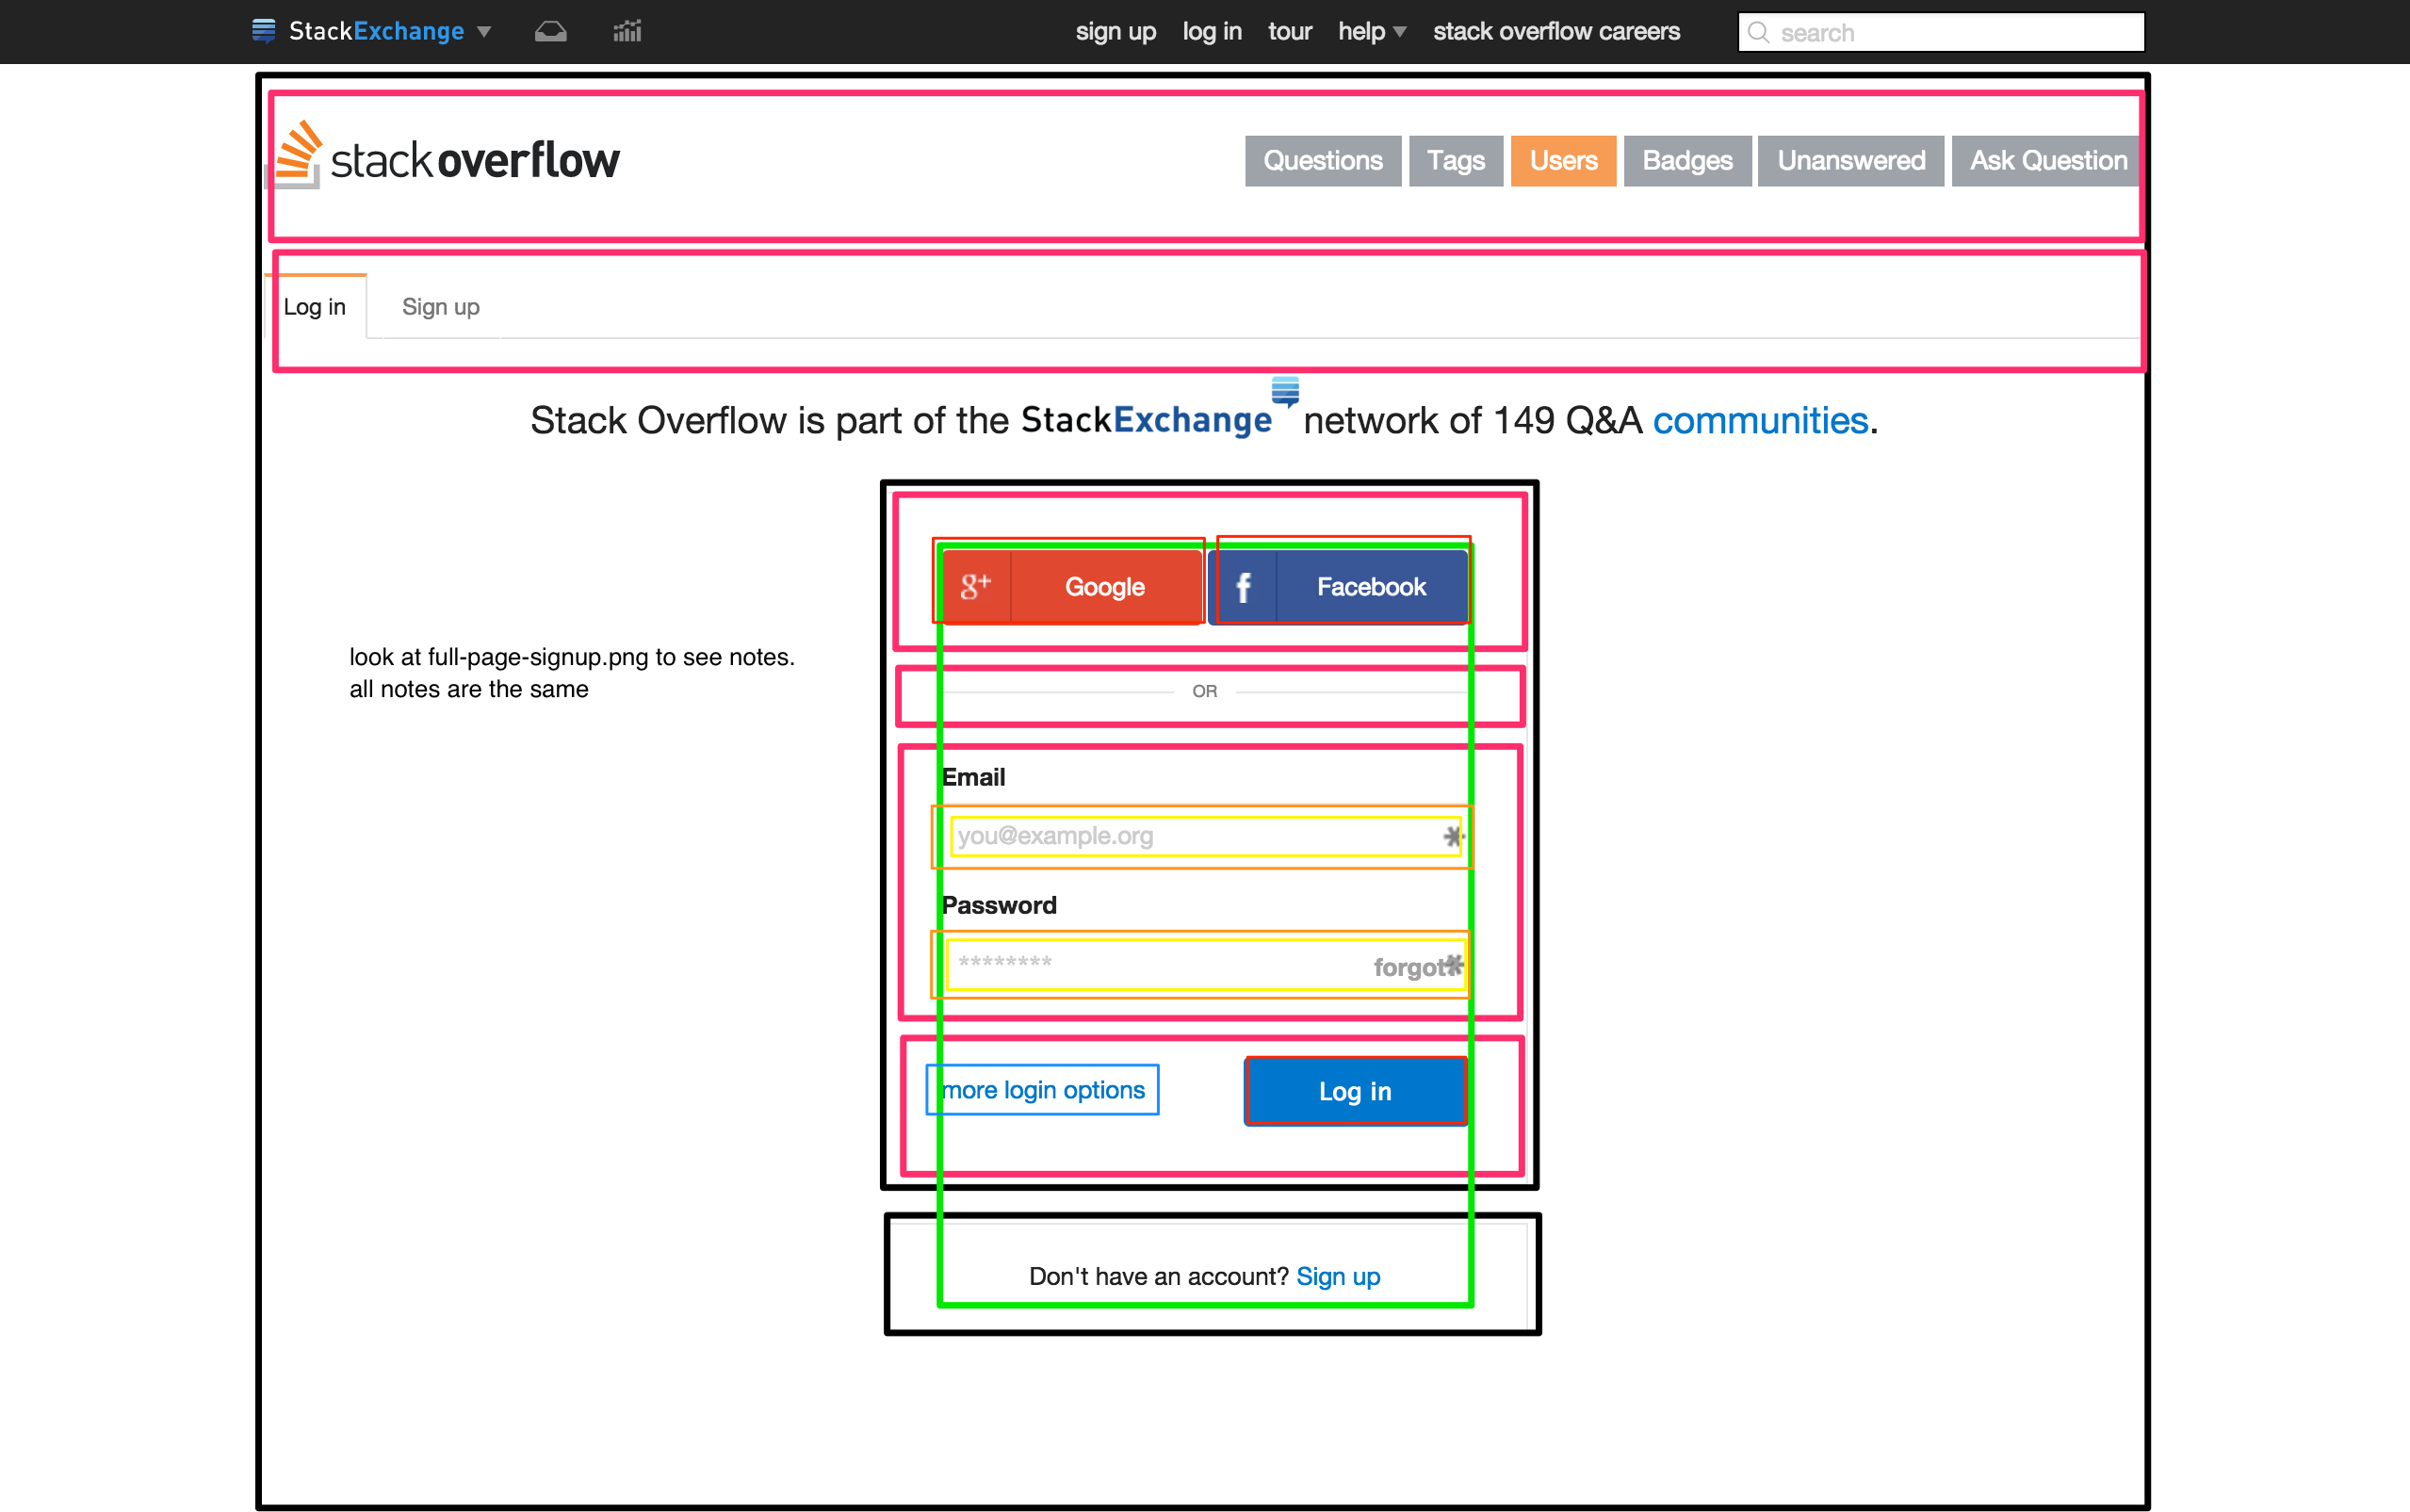 StackExchange sign up log in tour help stack overflow careers search
stackoverflow Questions Tags Users Badges Unanswered Ask Question
Log in Sign up
Stack Overflow is part of the StackExchange network of 149 Q&A communities.
g+ Google f Facebook
look at full-page-signup.png to see notes.
all notes are the same
OR
Email
you@example.org
Password
******** forgot?
more login options Log in
Don't have an account? Sign up